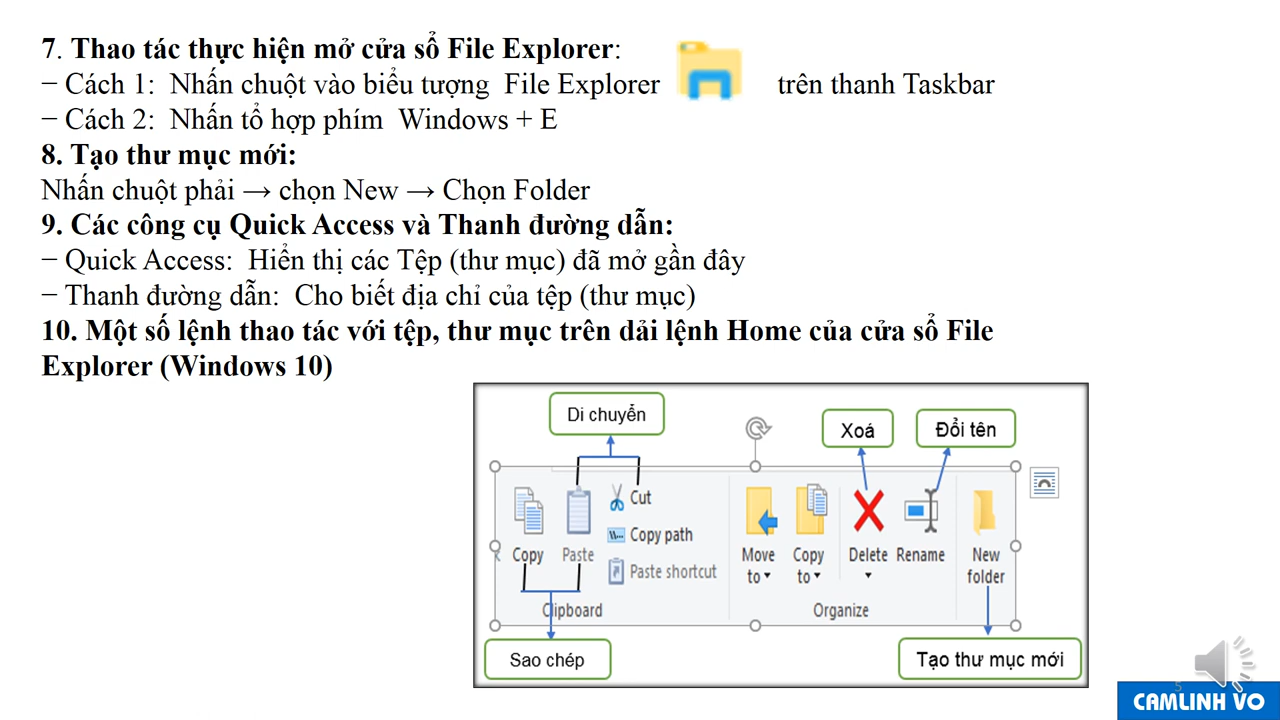 7. Thao tác thực hiện mở cửa sổ File Explorer:
− Cách 1: Nhấn chuột vào biểu tượng File Explorer trên thanh Taskbar
− Cách 2: Nhấn tổ hợp phím Windows + E
8. Tạo thư mục mới:
Nhấn chuột phải → chọn New → Chọn Folder
9. Các công cụ Quick Access và Thanh đường dẫn:
− Quick Access: Hiển thị các Tệp (thư mục) đã mở gần đây
− Thanh đường dẫn: Cho biết địa chỉ của tệp (thư mục)
10. Một số lệnh thao tác với tệp, thư mục trên dải lệnh Home của cửa sổ File
Explorer (Windows 10)
Di chuyển
Xoá
Đổi tên
Cut
Copy path
Paste shortcut
Copy
Paste
Move
to
Copy
to
Delete
Rename
New
folder
Clipboard
Organize
Sao chép
Tạo thư mục mới
5
CAMLINH VO